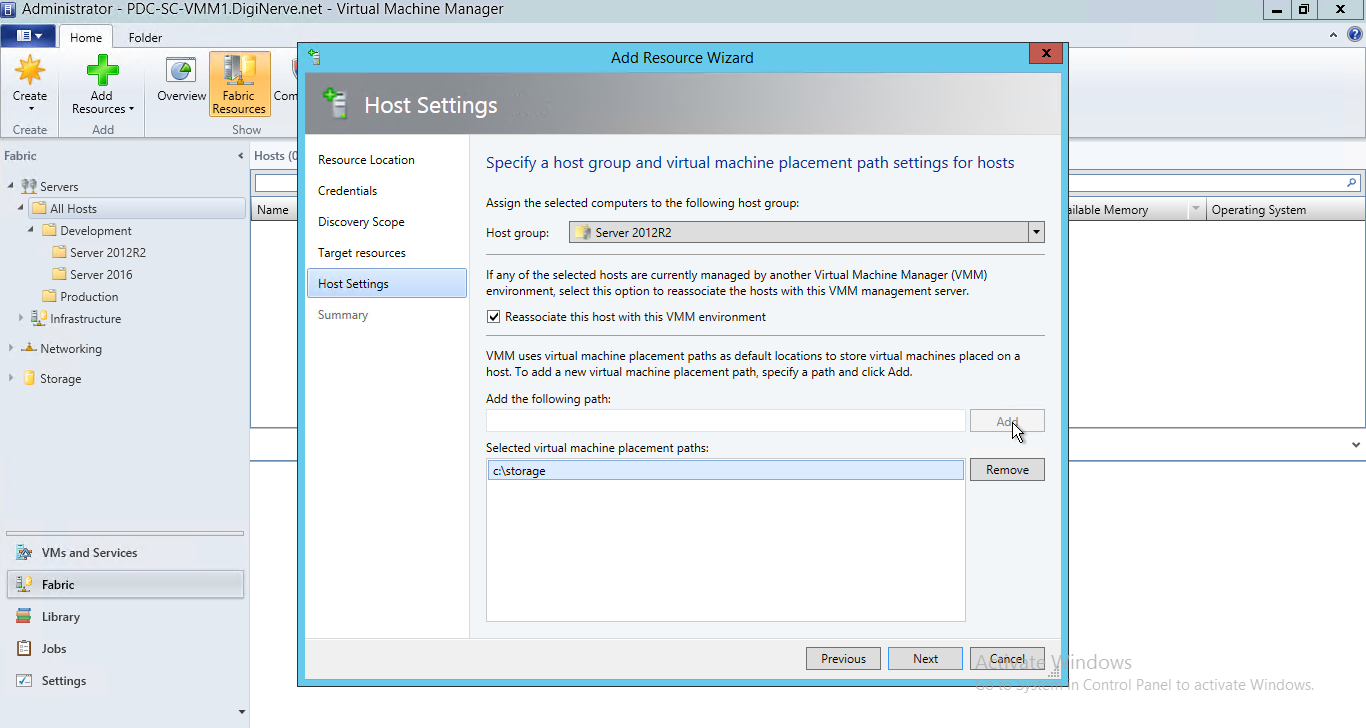 Administrator - PDC-SC-VMM1.DigiNerve.net - Virtual Machine Manager
Home Folder
Create
Add
Resources
Overview
Fabric
Resources
Com
Create Add Show
Fabric
Servers
All Hosts
Development
Server 2012R2
Server 2016
Production
Infrastructure
Networking
Storage
VMs and Services
Fabric
Library
Jobs
Settings
Hosts (0
Name
ailable Memory
Operating System
Add Resource Wizard
X
Host Settings
Resource Location
Credentials
Discovery Scope
Target resources
Host Settings
Summary
Specify a host group and virtual machine placement path settings for hosts
Assign the selected computers to the following host group:
Host group: Server 2012R2
If any of the selected hosts are currently managed by another Virtual Machine Manager (VMM)
environment, select this option to reassociate the hosts with this VMM management server.
Reassociate this host with this VMM environment
VMM uses virtual machine placement paths as default locations to store virtual machines placed on a
host. To add a new virtual machine placement path, specify a path and click Add.
Add the following path:
Add
Selected virtual machine placement paths:
c:\storage
Remove
Previous Next Cancel
Activate Windows
Go to System in Control Panel to activate Windows.